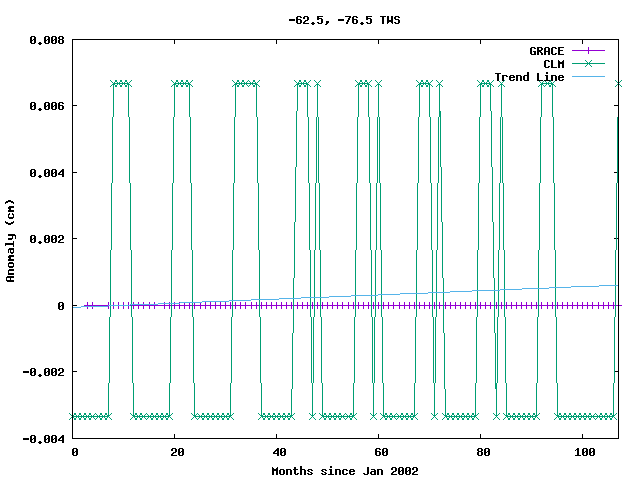 -62.5, -76.5 TWS
0.008
GRACE
CLM
Trend Line
0.006
0.004
0.002
Anomaly (cm)
0
-0.002
-0.004
0 20 40 60 80 100
Months since Jan 2002